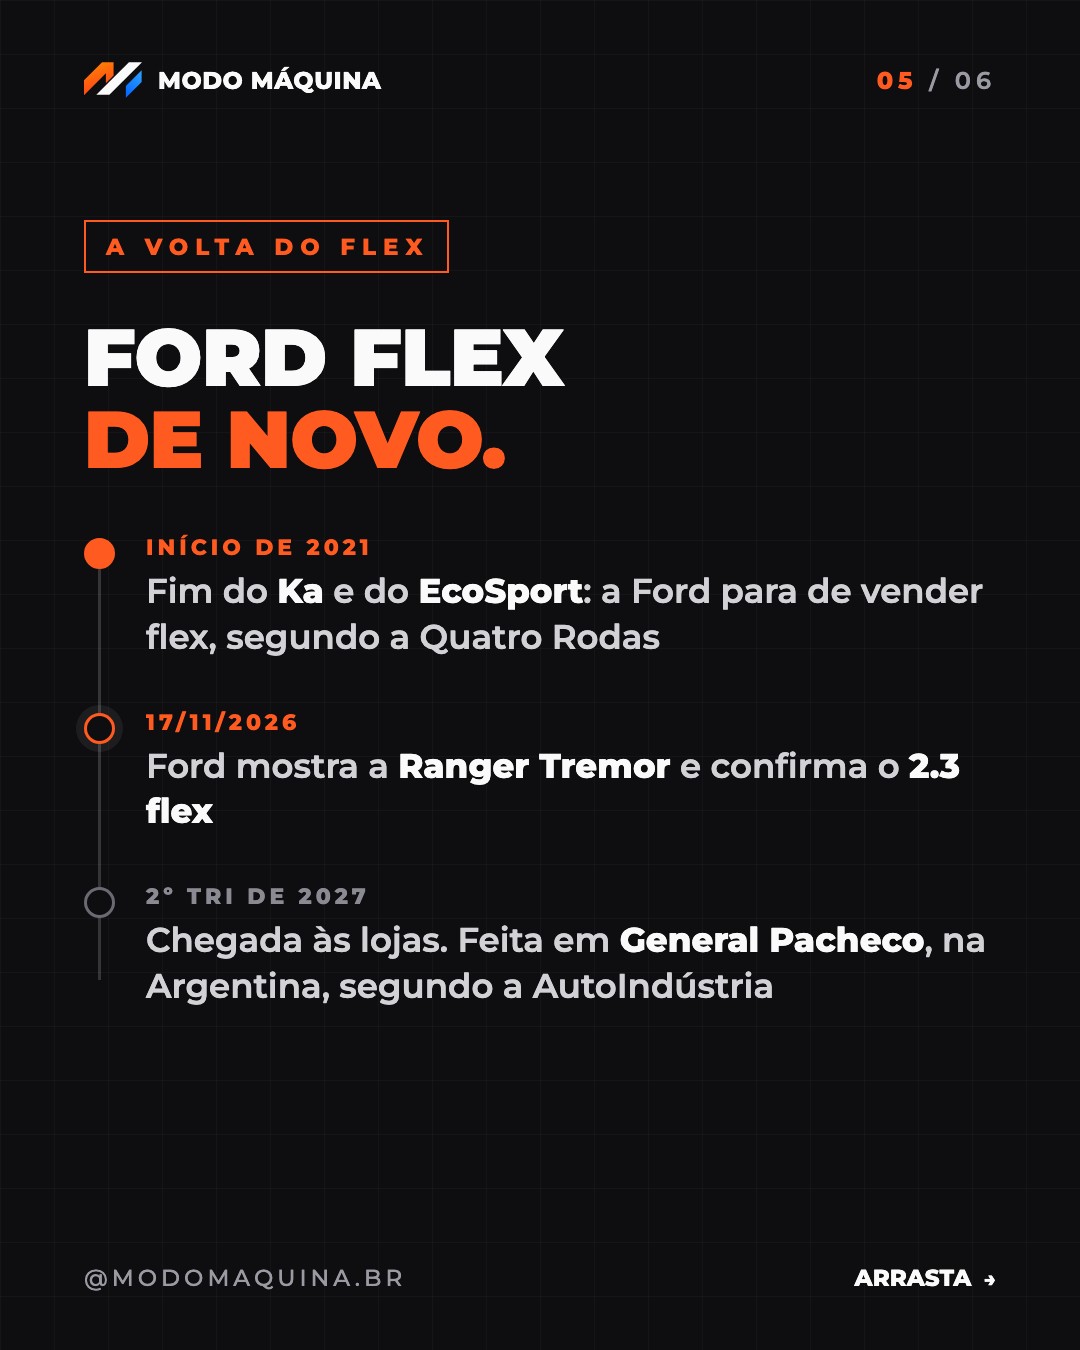 MODO MÁQUINA
05 / 06
A VOLTA DO FLEX
FORD FLEX
DE NOVO.
INÍCIO DE 2021
Fim do Ka e do EcoSport: a Ford para de vender
flex, segundo a Quatro Rodas
17/11/2026
Ford mostra a Ranger Tremor e confirma o 2.3
flex
2º TRI DE 2027
Chegada às lojas. Feita em General Pacheco, na
Argentina, segundo a AutoIndústria
@MODOMAQUINA.BR
ARRASTA →